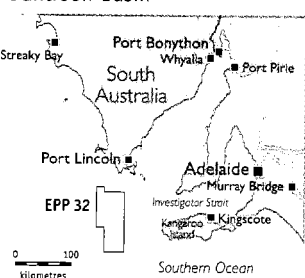 Port Bonython
Streaky Bay
Whyalla
South
Australia
Port Pirie
Port Lincoln
Adelaide
Murray Bridge
EPP 32
Investigator Strait
Kangaroo
Island
Kingscote
0 100
kilometres
Southern Ocean